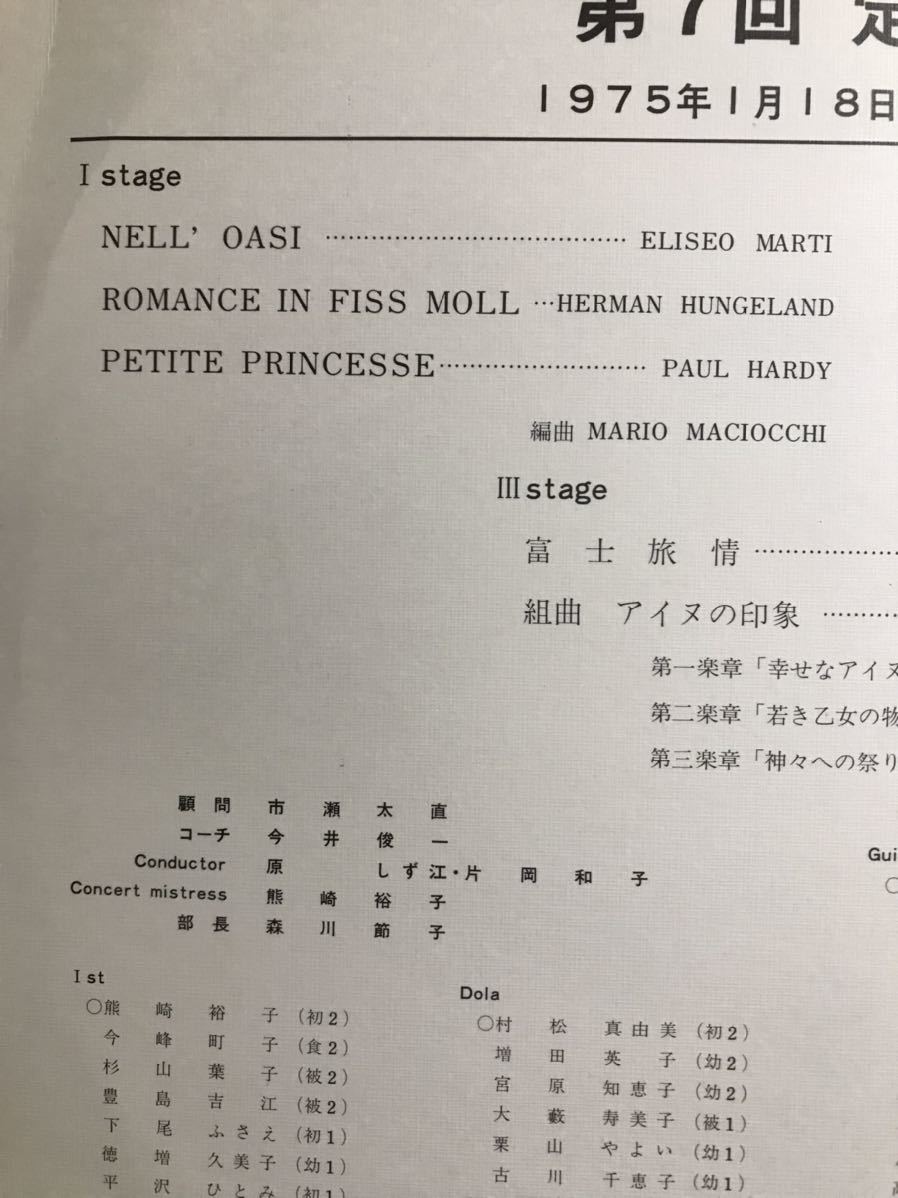 第7回 定
1975年1月18日
Ⅰ stage
NELL' OASI ………………………………… ELISEO MARTI
ROMANCE IN FISS MOLL …HERMAN HUNGELAND
PETITE PRINCESSE……………………… PAUL HARDY
編曲 MARIO MACIOCCHI
Ⅲ stage
富士旅情 ………………
組曲 アイヌの印象 ………
第一楽章「幸せなアイヌ
第二楽章「若き乙女の物
第三楽章「神々への祭り
顧問 市瀬太直
コーチ 今井俊一
Conductor 原しず江・片岡和子
Concert mistress 熊崎裕子
部長 森川節子
Gui
○
Ⅰ st
○熊崎裕子(初2)
今峰町子(食2)
杉山葉子(被2)
豊島吉江(被2)
下尾ふさえ(初1)
徳増久美子(幼1)
平沢ひとみ(初1)
Dola
○村松真由美(初2)
増田英子(幼2)
宮原知恵子(幼2)
大藪寿美子(被1)
栗山やよい(幼1)
古川千恵子(幼1)